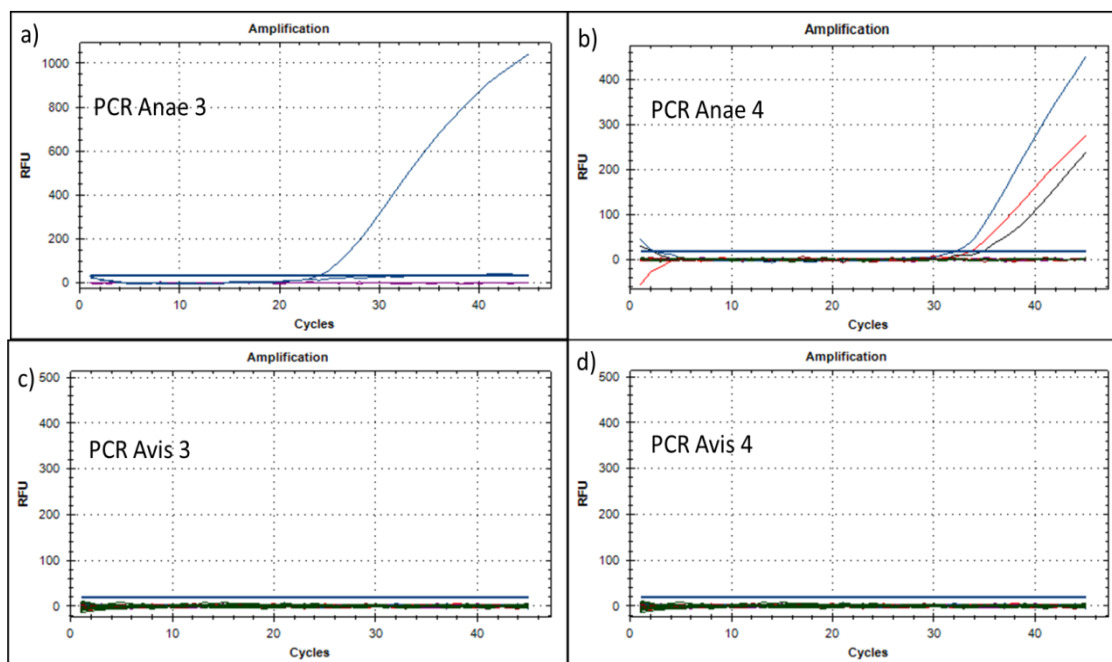 a)
Amplification
1000
800
600
400
200
0
RFU
PCR Anae 3
0 10 20 30 40
Cycles
b)
Amplification
400
300
200
100
0
RFU
PCR Anae 4
0 10 20 30 40
Cycles
c)
Amplification
500
400
300
200
100
0
RFU
PCR Avis 3
0 10 20 30 40
Cycles
d)
Amplification
500
400
300
200
100
0
RFU
PCR Avis 4
0 10 20 30 40
Cycles